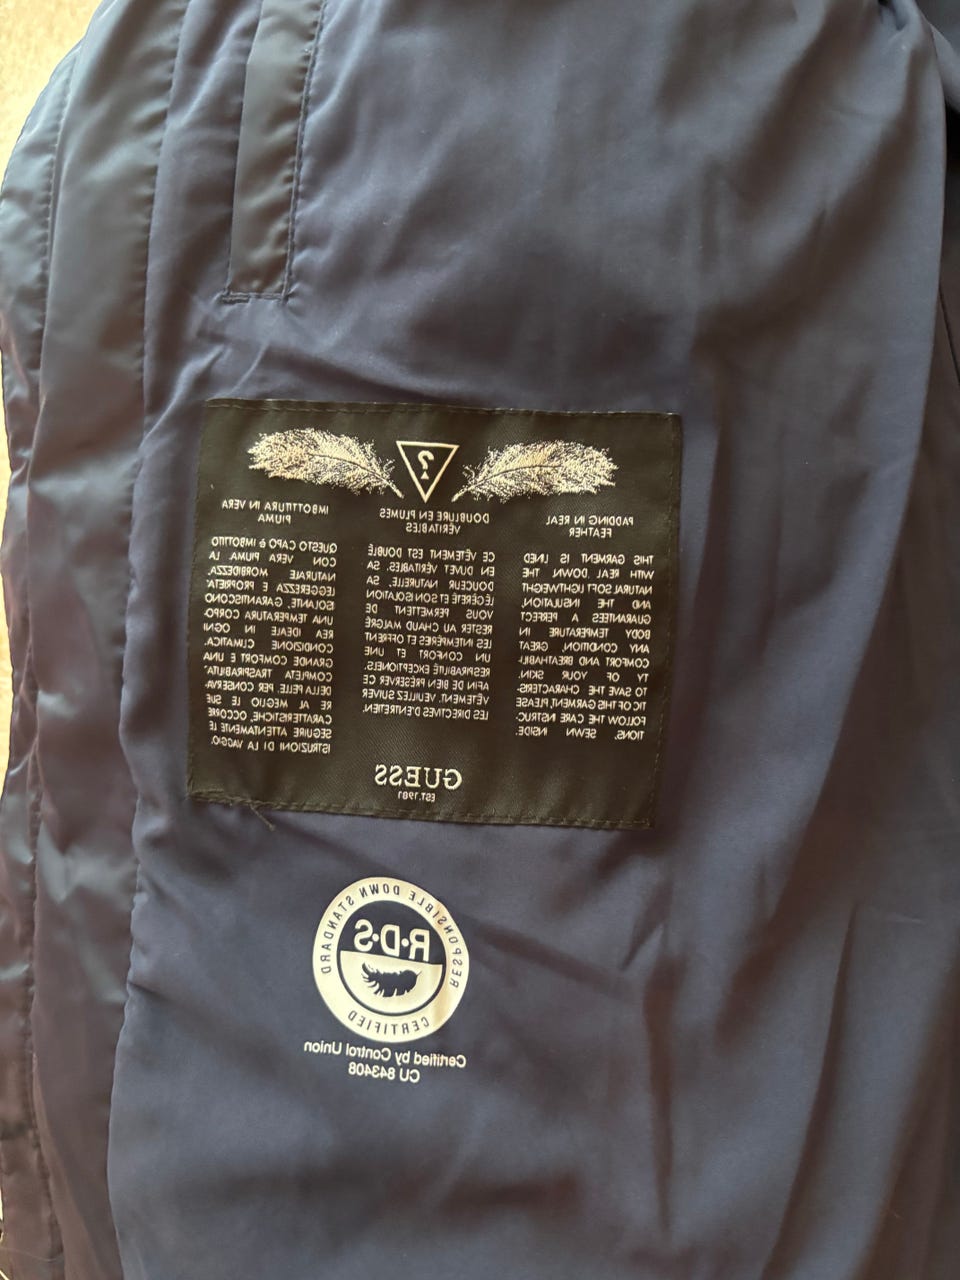 ?
PADDING IN REAL
FEATHER
THIS GARMENT IS LINED
WITH REAL DOWN. THE
NATURAL SOFT LIGHTWEIGHT
AND THE INSULATION,
GUARANTEES A PERFECT
BODY TEMPERATURE IN
ANY CONDITION, GREAT
COMFORT AND BREATHABILI-
TY OF YOUR SKIN.
TO SAVE THE CHARACTERIS-
TIC OF THIS GARMENT, PLEASE,
FOLLOW THE CARE INSTRUC-
TIONS, SEWN INSIDE.
DOUBLURE EN PLUMES
VÉRITABLES
CE VÊTEMENT EST DOUBLÉ
EN DUVET VÉRITABLES. SA
DOUCEUR NATURELLE, SA
LÉGÈRETÉ ET SON ISOLATION
VOUS PERMETTENT DE
RESTER AU CHAUD MALGRÉ
LES INTEMPÉRIES ET OFFRENT
UN CONFORT ET UNE
RESPIRABILITÉ EXCEPTIONELS.
AFIN DE BIEN PRÉSERVER CE
VÊTEMENT, VEUILLEZ SUIVER
LES DIRECTIVES D'ENTRETIEN.
IMBOTTITURA IN VERA
PIUMA
QUESTO CAPO è IMBOTTITO
CON VERA PIUMA. LA
NATURALE MORBIDEZZA,
LEGGEREZZA E PROPRIETA'
ISOLANTE, GARANTISCONO
UNA TEMPERATURA CORPO-
REA IDEALE IN OGNI
CONDIZIONE CLIMATICA,
GRANDE COMFORT E UNA
COMPLETA TRASPIRABILITA'
DELLA PELLE. PER CONSERVA-
RE AL MEGLIO LE SUE
CARATTERISTICHE, OCCORRE
SEGUIRE ATTENTAMENTE LE
ISTRUZIONI DI LAVAGGIO.
GUESS
EST. 1981
RESPONSIBLE DOWN STANDARD
R·D·S
CERTIFIED
Certified by Control Union
CU 843408